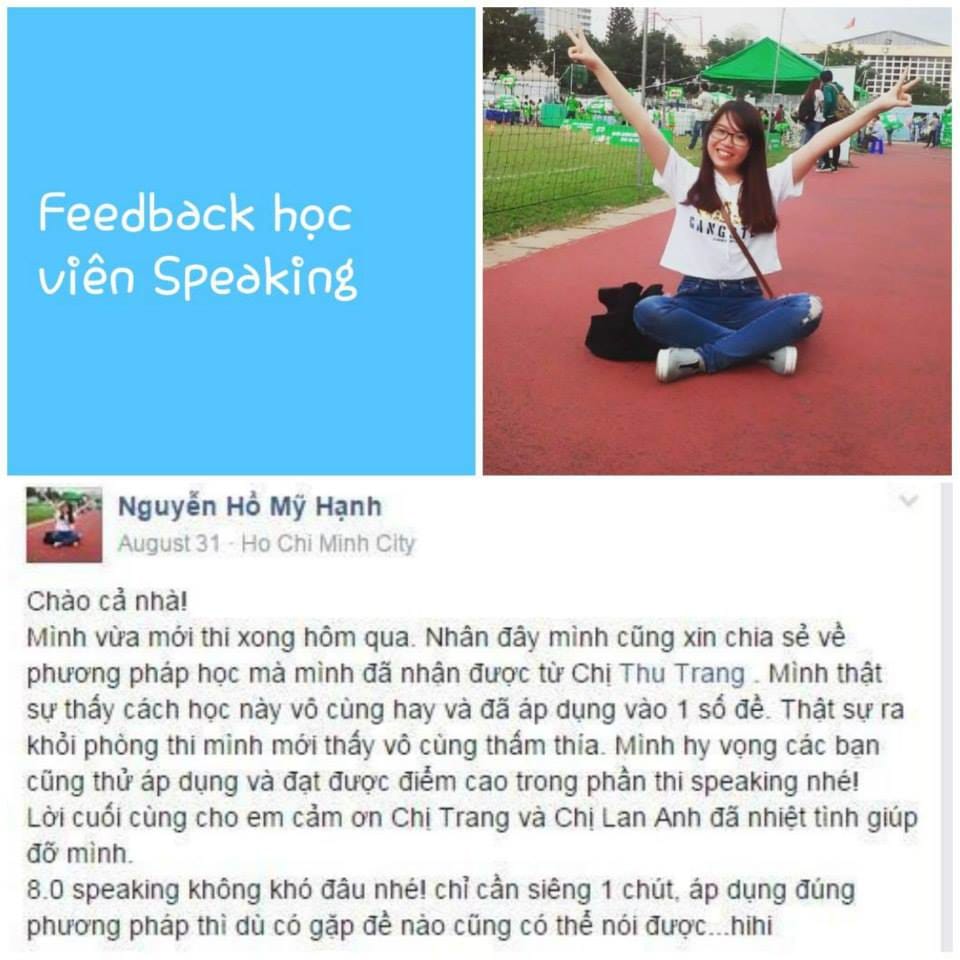 Feedback học
viên Speaking
GANGSTE
Nguyễn Hồ Mỹ Hạnh
August 31 · Ho Chi Minh City
Chào cả nhà!
Mình vừa mới thi xong hôm qua. Nhân đây mình cũng xin chia sẻ về
phương pháp học mà mình đã nhận được từ Chị Thu Trang . Mình thật
sự thấy cách học này vô cùng hay và đã áp dụng vào 1 số đề. Thật sự ra
khỏi phòng thi mình mới thấy vô cùng thấm thía. Mình hy vọng các bạn
cũng thử áp dụng và đạt được điểm cao trong phần thi speaking nhé!
Lời cuối cùng cho em cảm ơn Chị Trang và Chị Lan Anh đã nhiệt tình giúp
đỡ mình.
8.0 speaking không khó đâu nhé! chỉ cần siêng 1 chút, áp dụng đúng
phương pháp thì dù có gặp đề nào cũng có thể nói được...hihi